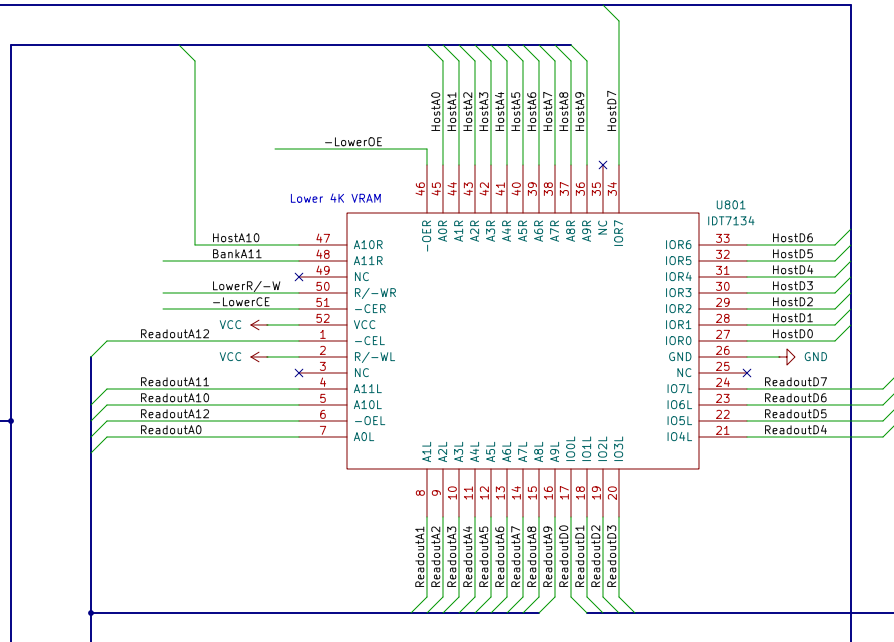 HostA0
HostA1
HostA2
HostA3
HostA4
HostA5
HostA6
HostA7
HostA8
HostA9
HostD7
-LowerOE
46
45
44
43
42
41
40
39
38
37
36
35
34
Lower 4K VRAM
U801
IDT7134
-OER
A0R
A1R
A2R
A3R
A4R
A5R
A6R
A7R
A8R
A9R
NC
IOR7
HostA10 47 A10R
BankA11 48 A11R
49 NC
LowerR/-W 50 R/-WR
-LowerCE 51 -CER
VCC 52 VCC
ReadoutA12 1 -CEL
VCC 2 R/-WL
3 NC
ReadoutA11 4 A11L
ReadoutA10 5 A10L
ReadoutA12 6 -OEL
ReadoutA0 7 A0L
IOR6 33 HostD6
IOR5 32 HostD5
IOR4 31 HostD4
IOR3 30 HostD3
IOR2 29 HostD2
IOR1 28 HostD1
IOR0 27 HostD0
GND 26 GND
NC 25
IO7L 24 ReadoutD7
IO6L 23 ReadoutD6
IO5L 22 ReadoutD5
IO4L 21 ReadoutD4
A1L
A2L
A3L
A4L
A5L
A6L
A7L
A8L
A9L
IO0L
IO1L
IO2L
IO3L
8
9
10
11
12
13
14
15
16
17
18
19
20
ReadoutA1
ReadoutA2
ReadoutA3
ReadoutA4
ReadoutA5
ReadoutA6
ReadoutA7
ReadoutA8
ReadoutA9
ReadoutD0
ReadoutD1
ReadoutD2
ReadoutD3